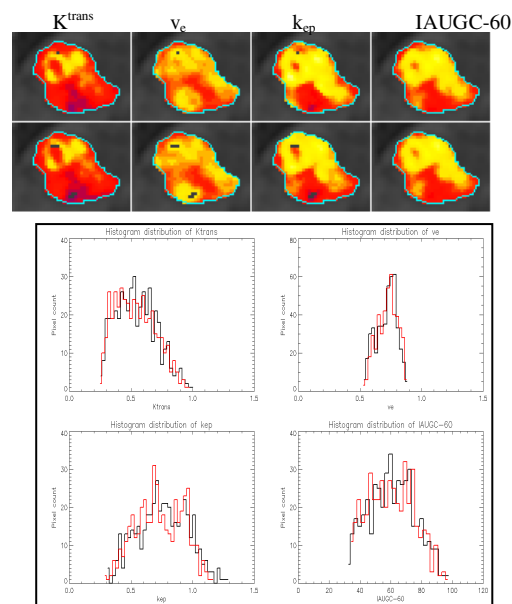 K^trans v_e k_ep IAUGC-60
Histogram distribution of Ktrans
40
30
20
10
0
Pixel count
0.0 0.5 1.0 1.5
Ktrans
Histogram distribution of ve
80
60
40
20
0
Pixel count
0.0 0.5 1.0 1.5
ve
Histogram distribution of kep
40
30
20
10
0
Pixel count
0.0 0.5 1.0 1.5
kep
Histogram distribution of IAUGC-60
40
30
20
10
0
Pixel count
0 20 40 60 80 100 120
IAUGC-60